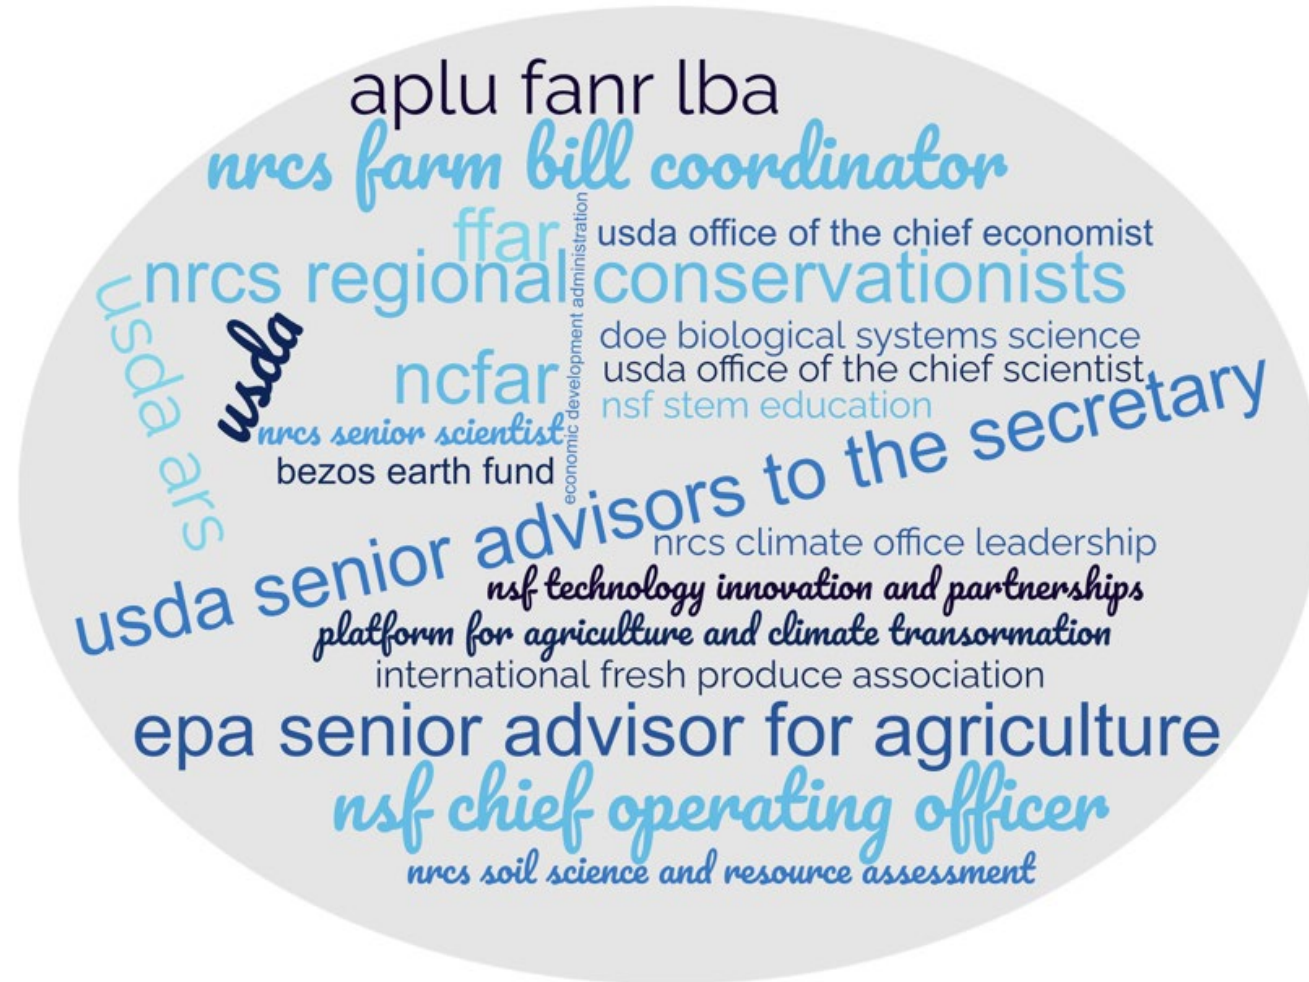 aplu fanr lba
nrcs farm bill coordinator
ffar
economic development administration
usda office of the chief economist
nrcs regional conservationists
usda ars
usda
doe biological systems science
usda office of the chief scientist
ncfar
nsf stem education
nrcs senior scientist
bezos earth fund
usda senior advisors to the secretary
nrcs climate office leadership
nsf technology innovation and partnerships
platform for agriculture and climate transormation
international fresh produce association
epa senior advisor for agriculture
nsf chief operating officer
nrcs soil science and resource assessment